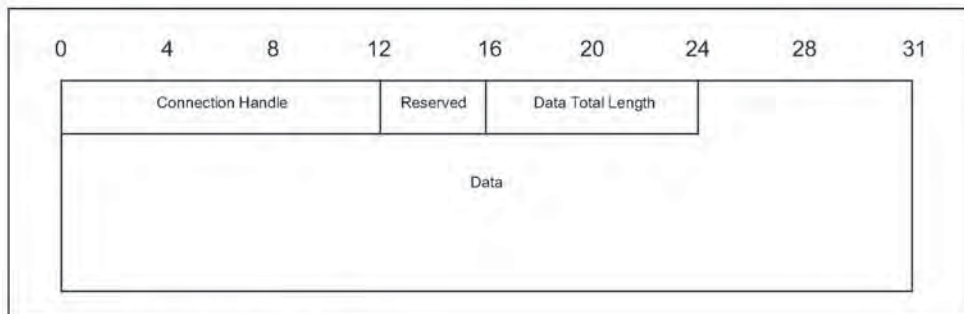 0 4 8 12 16 20 24 28 31
Connection Handle Reserved Data Total Length
Data